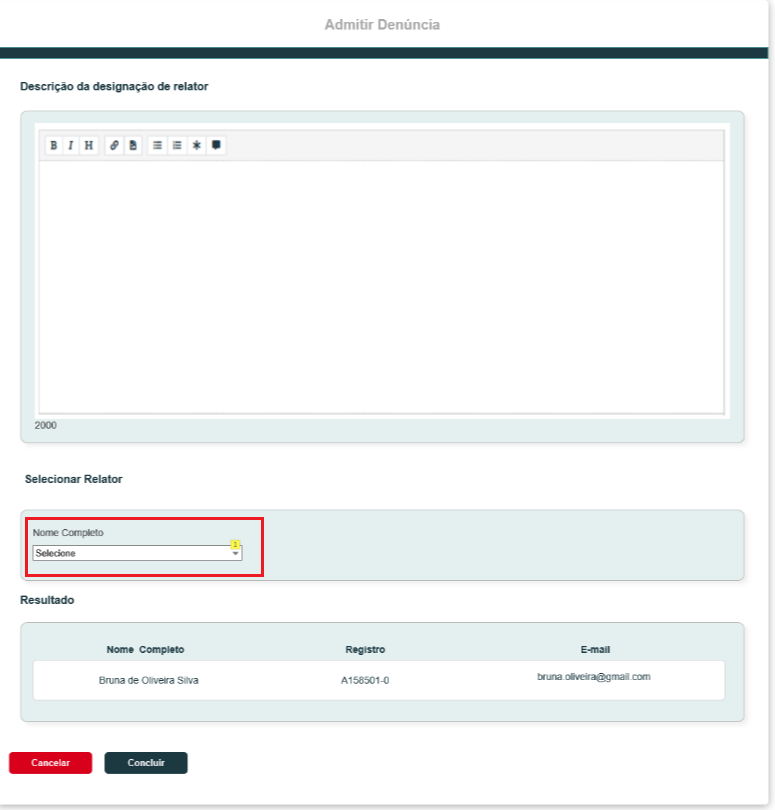 Admitir Denúncia
Descrição da designação de relator
B I H
2000
Selecionar Relator
Nome Completo
1
Selecione
Resultado
Nome Completo Registro E-mail
Bruna de Oliveira Silva A158501-0 bruna.oliveira@gmail.com
Cancelar Concluir